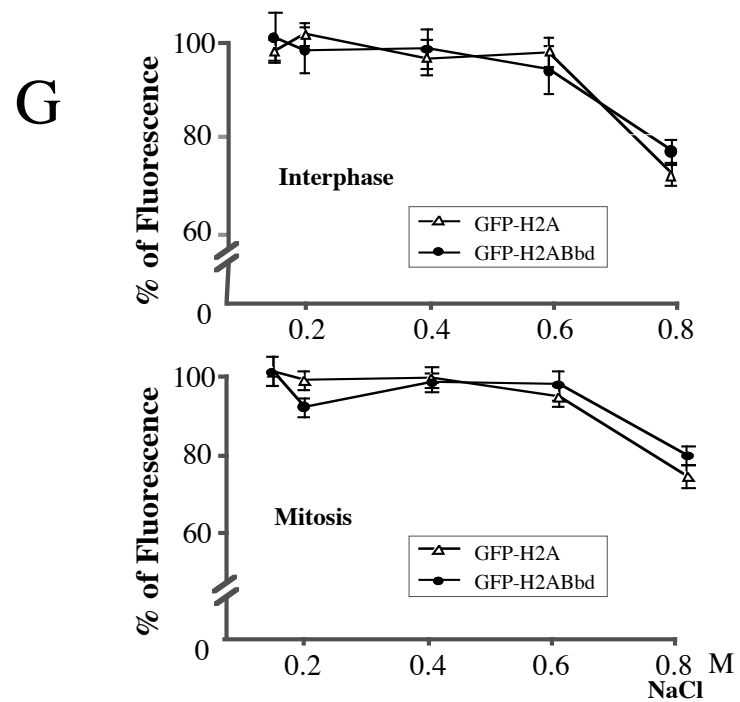 G
% of Fluorescence
100
80
60
0
Interphase
GFP-H2A
GFP-H2ABbd
0.2 0.4 0.6 0.8
% of Fluorescence
100
80
60
0
Mitosis
GFP-H2A
GFP-H2ABbd
0.2 0.4 0.6 0.8 M
NaCl